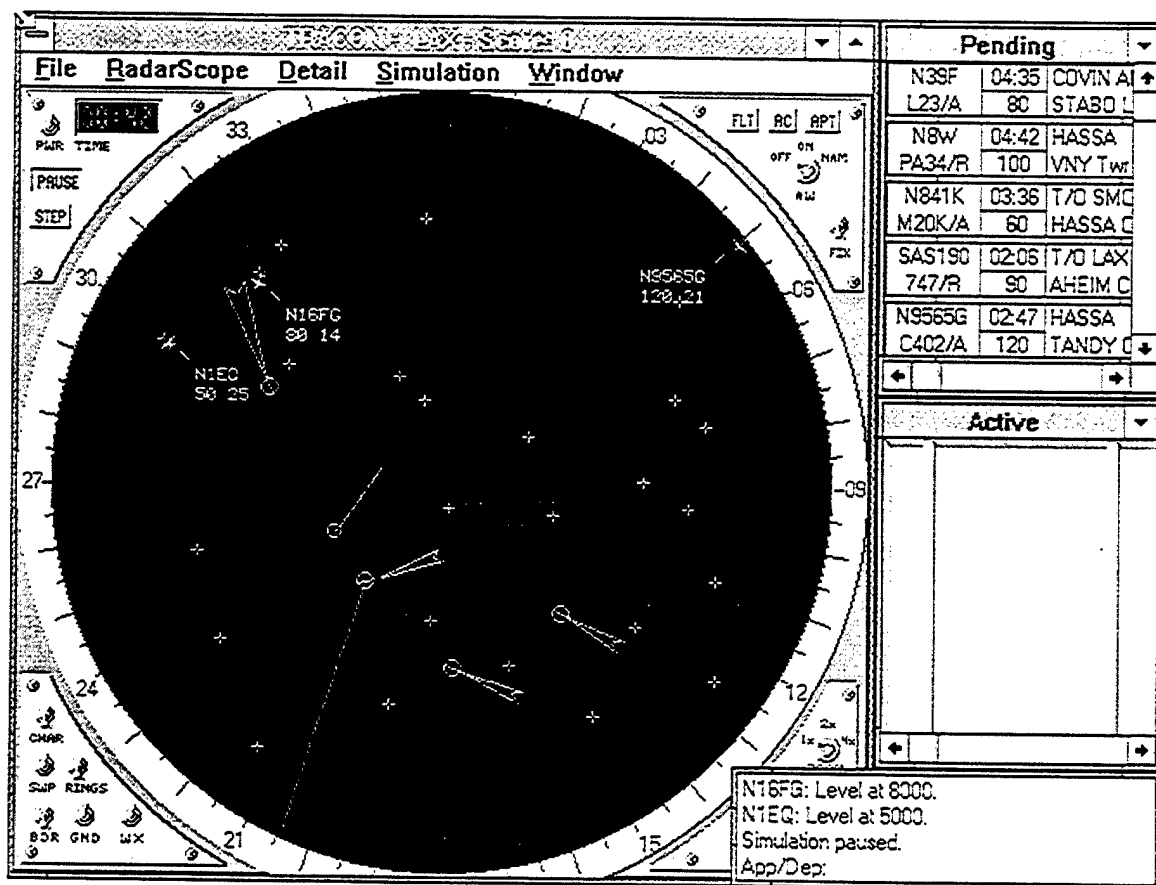 File RadarScope Detail Simulation Window
PWR TIME
PAUSE
STEP
33
03
30
06
27
09
24
12
21
15
FLT AC APT
ON
OFF NAM
AW
FIX
N9565G
120 21
N16FG
80 14
N1EQ
50 25
CHAR
SWP RINGS
BDR GND WX
2x
1x 4x
Pending
N39F 04:35 COVIN
L23/A 80 STABO L
N8W 04:42 HASSA
PA34/R 100 VNY Twr
N841K 03:36 T/O SMO
M20K/A 60 HASSA
SAS190 02:06 T/O LAX
747/R 90 AHEIM C
N9565G 02:47 HASSA
C402/A 120 TANDY
Active
N16FG: Level at 8000.
N1EQ: Level at 5000.
Simulation paused.
App/Dep: